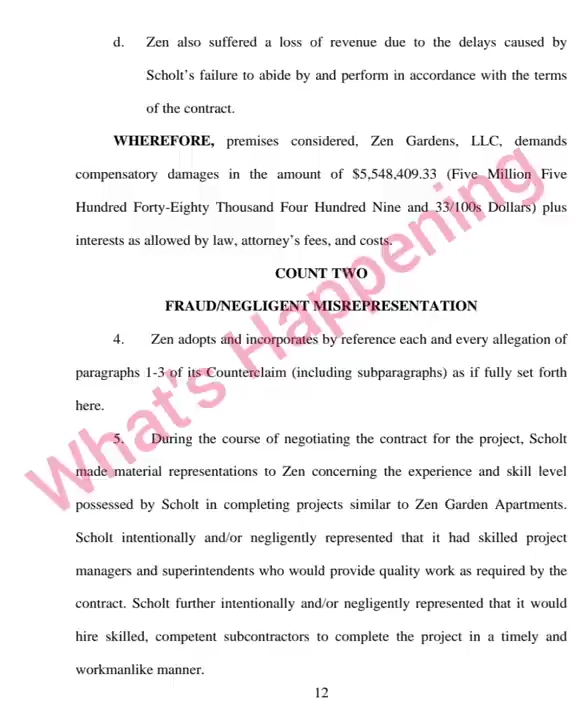 d. Zen also suffered a loss of revenue due to the delays caused by
Scholt's failure to abide by and perform in accordance with the terms
of the contract.
WHEREFORE, premises considered, Zen Gardens, LLC, demands
compensatory damages in the amount of $5,548,409.33 (Five Million Five
Hundred Forty-Eighty Thousand Four Hundred Nine and 33/100s Dollars) plus
interests as allowed by law, attorney's fees, and costs.
COUNT TWO
FRAUD/NEGLIGENT MISREPRESENTATION
4. Zen adopts and incorporates by reference each and every allegation of
paragraphs 1-3 of its Counterclaim (including subparagraphs) as if fully set forth
here.
5. During the course of negotiating the contract for the project, Scholt
made material representations to Zen concerning the experience and skill level
possessed by Scholt in completing projects similar to Zen Garden Apartments.
Scholt intentionally and/or negligently represented that it had skilled project
managers and superintendents who would provide quality work as required by the
contract. Scholt further intentionally and/or negligently represented that it would
hire skilled, competent subcontractors to complete the project in a timely and
workmanlike manner.
12
What's Happening